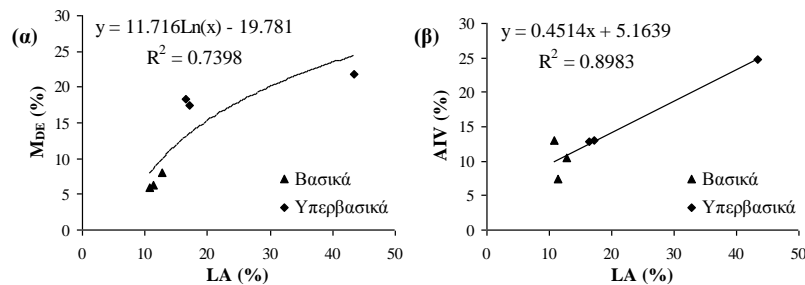 (α)
y = 11.716Ln(x) - 19.781
R² = 0.7398
M_DE (%)
30
25
20
15
10
5
0
0 10 20 30 40 50
LA (%)
Βασικά
Υπερβασικά
(β)
y = 0.4514x + 5.1639
R² = 0.8983
AIV (%)
30
25
20
15
10
5
0
0 10 20 30 40 50
LA (%)
Βασικά
Υπερβασικά